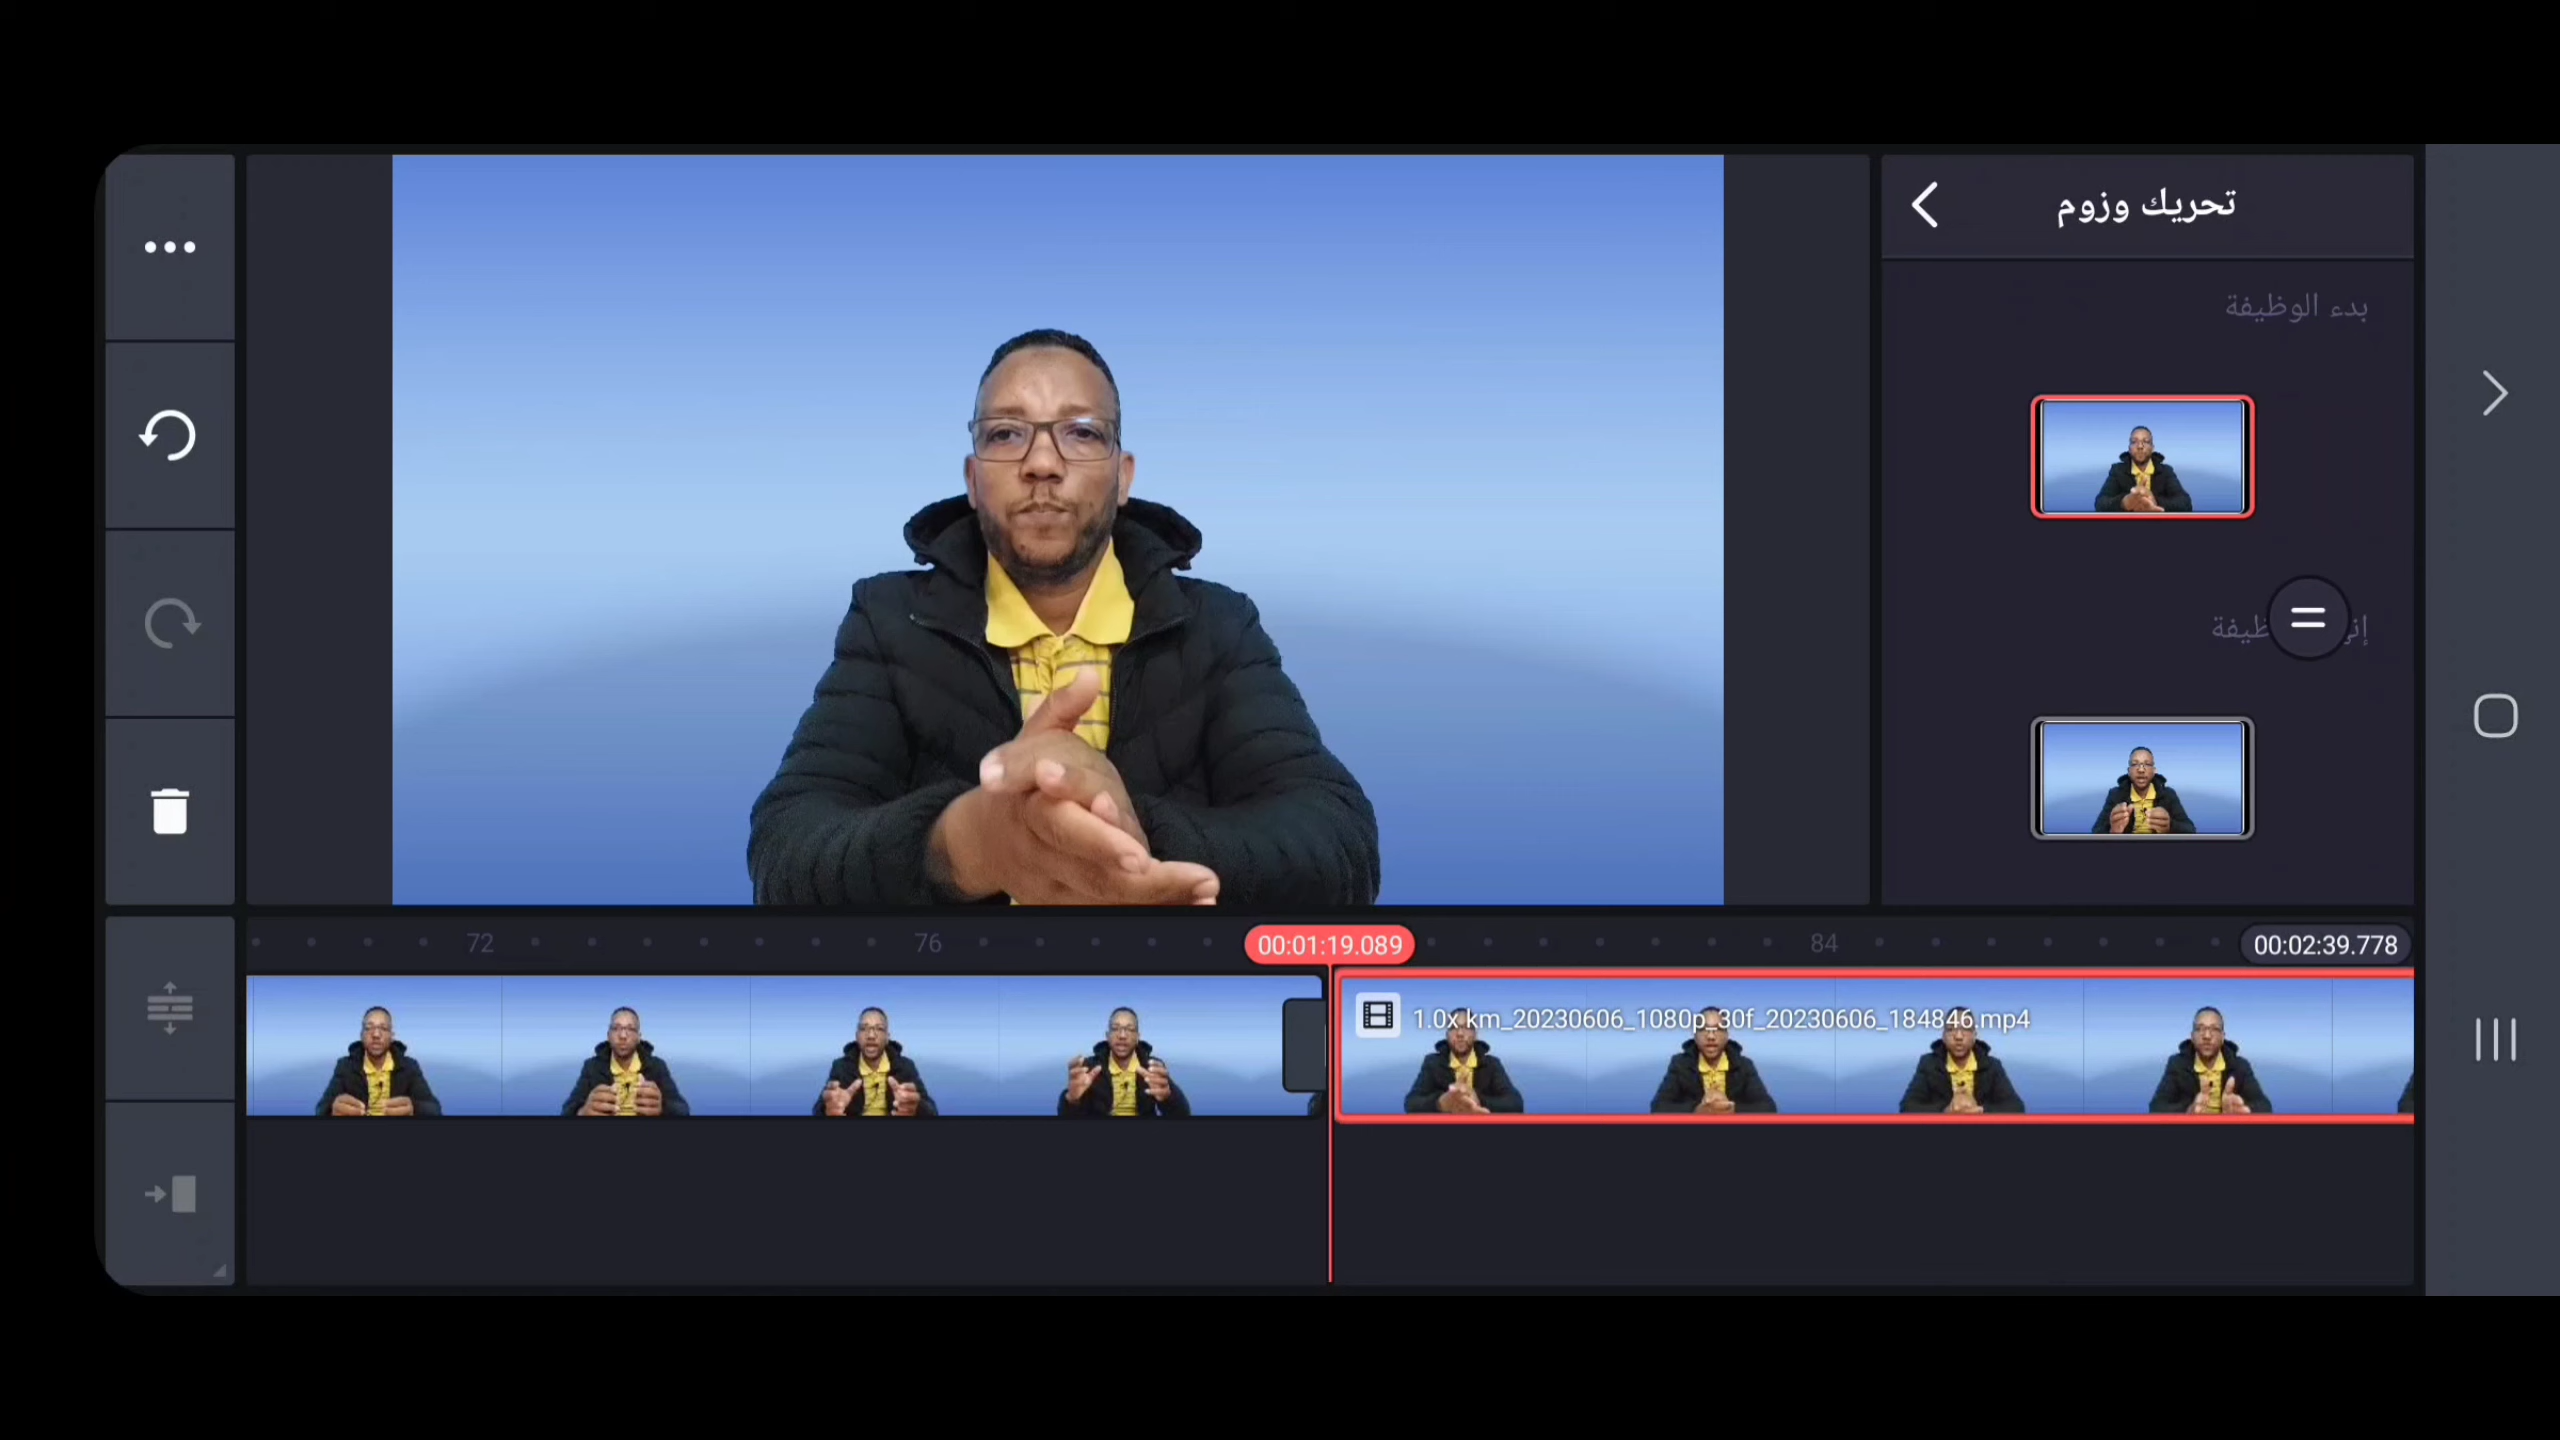 تحريك وزوم
بدء الوظيفة
72
76
00:01:19.089
84
00:02:39.778
1.0x km_20230606_1080p_30f_20230606_184846.mp4